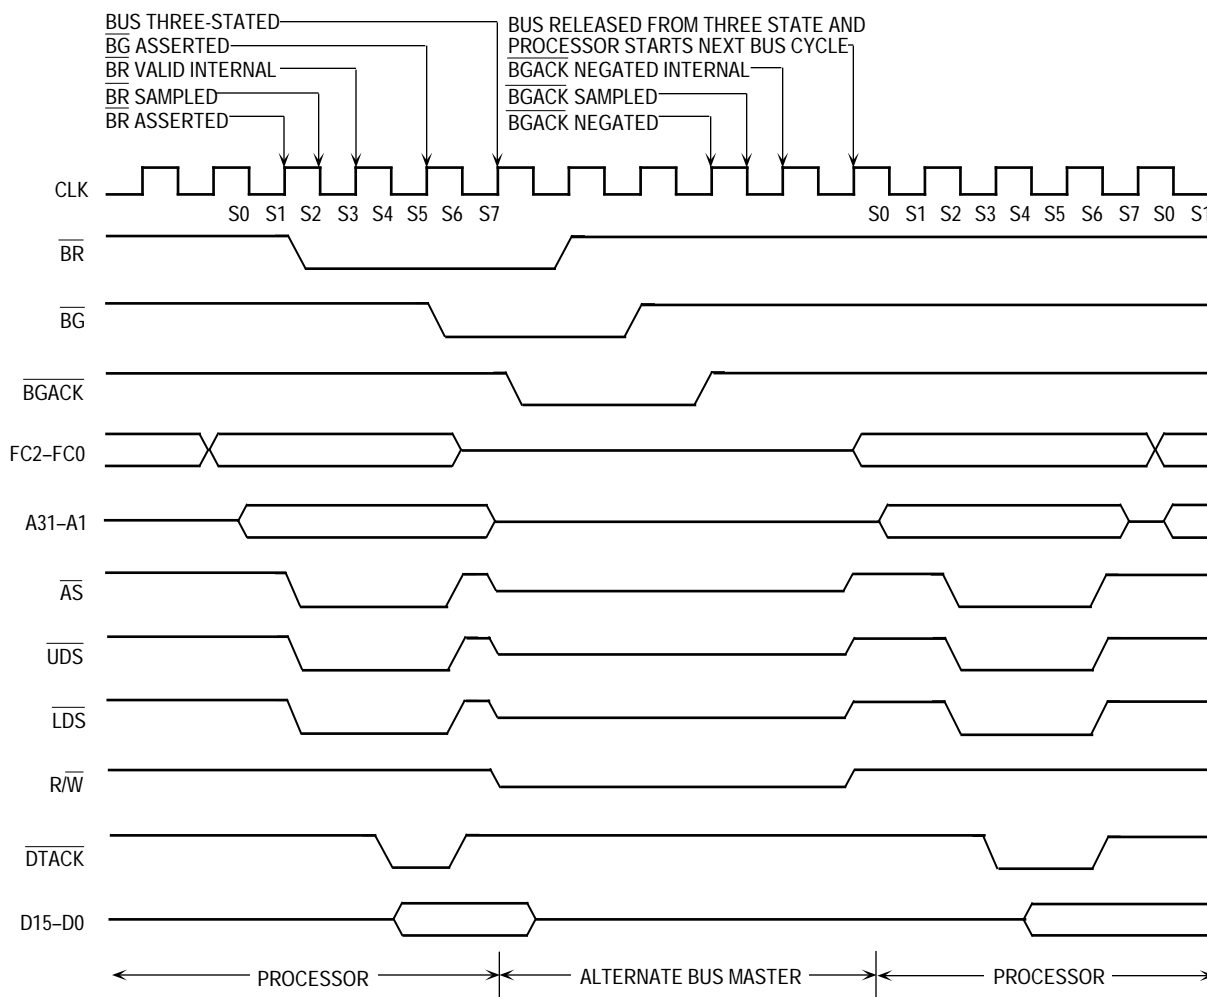 BUS THREE-STATED
BG ASSERTED
BR VALID INTERNAL
BR SAMPLED
BR ASSERTED
BUS RELEASED FROM THREE STATE AND
PROCESSOR STARTS NEXT BUS CYCLE
BGACK NEGATED INTERNAL
BGACK SAMPLED
BGACK NEGATED
CLK
S0 S1 S2 S3 S4 S5 S6 S7 S0 S1 S2 S3 S4 S5 S6 S7 S0 S1
BR
BG
BGACK
FC2–FC0
A31–A1
AS
UDS
LDS
R/W
DTACK
D15–D0
PROCESSOR ALTERNATE BUS MASTER PROCESSOR